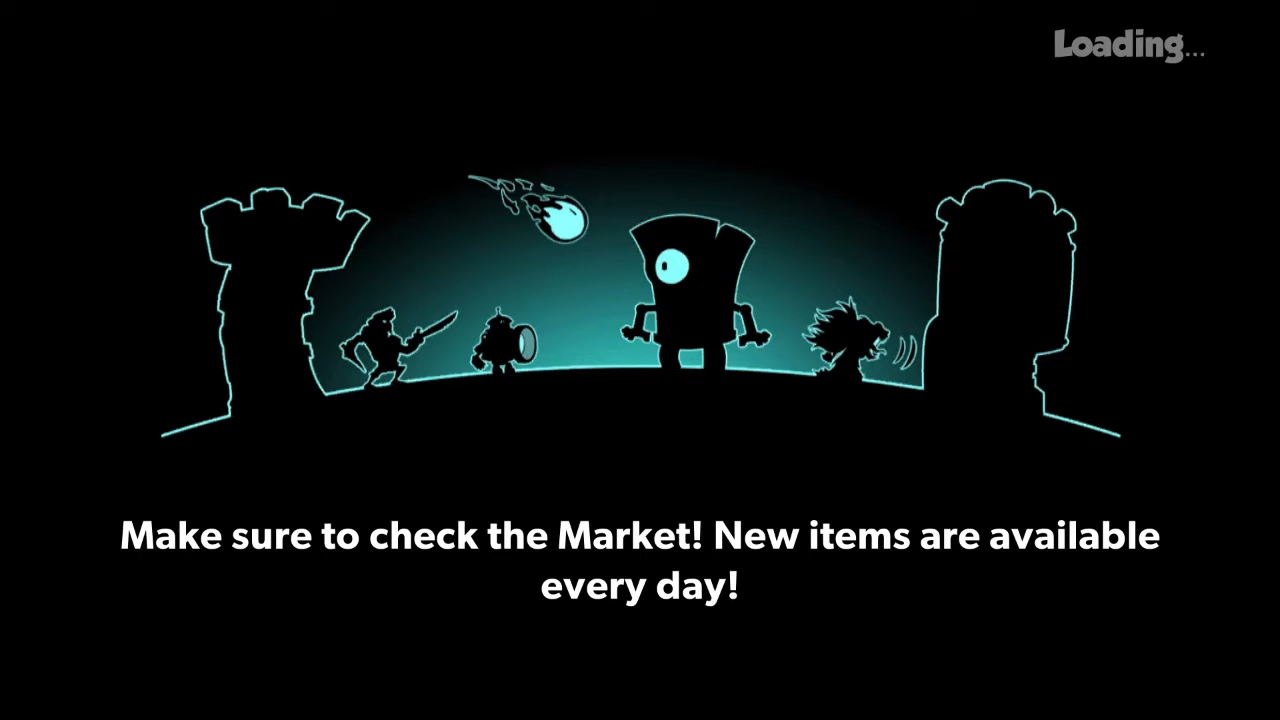 Loading...
Make sure to check the Market! New items are available
every day!